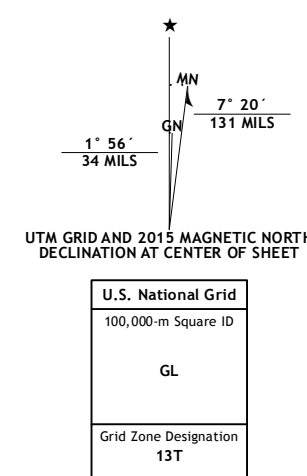 ★
MN
7° 20´
131 MILS
GN
1° 56´
34 MILS
UTM GRID AND 2015 MAGNETIC NORTH
DECLINATION AT CENTER OF SHEET
U.S. National Grid
100,000-m Square ID
GL
Grid Zone Designation
13T